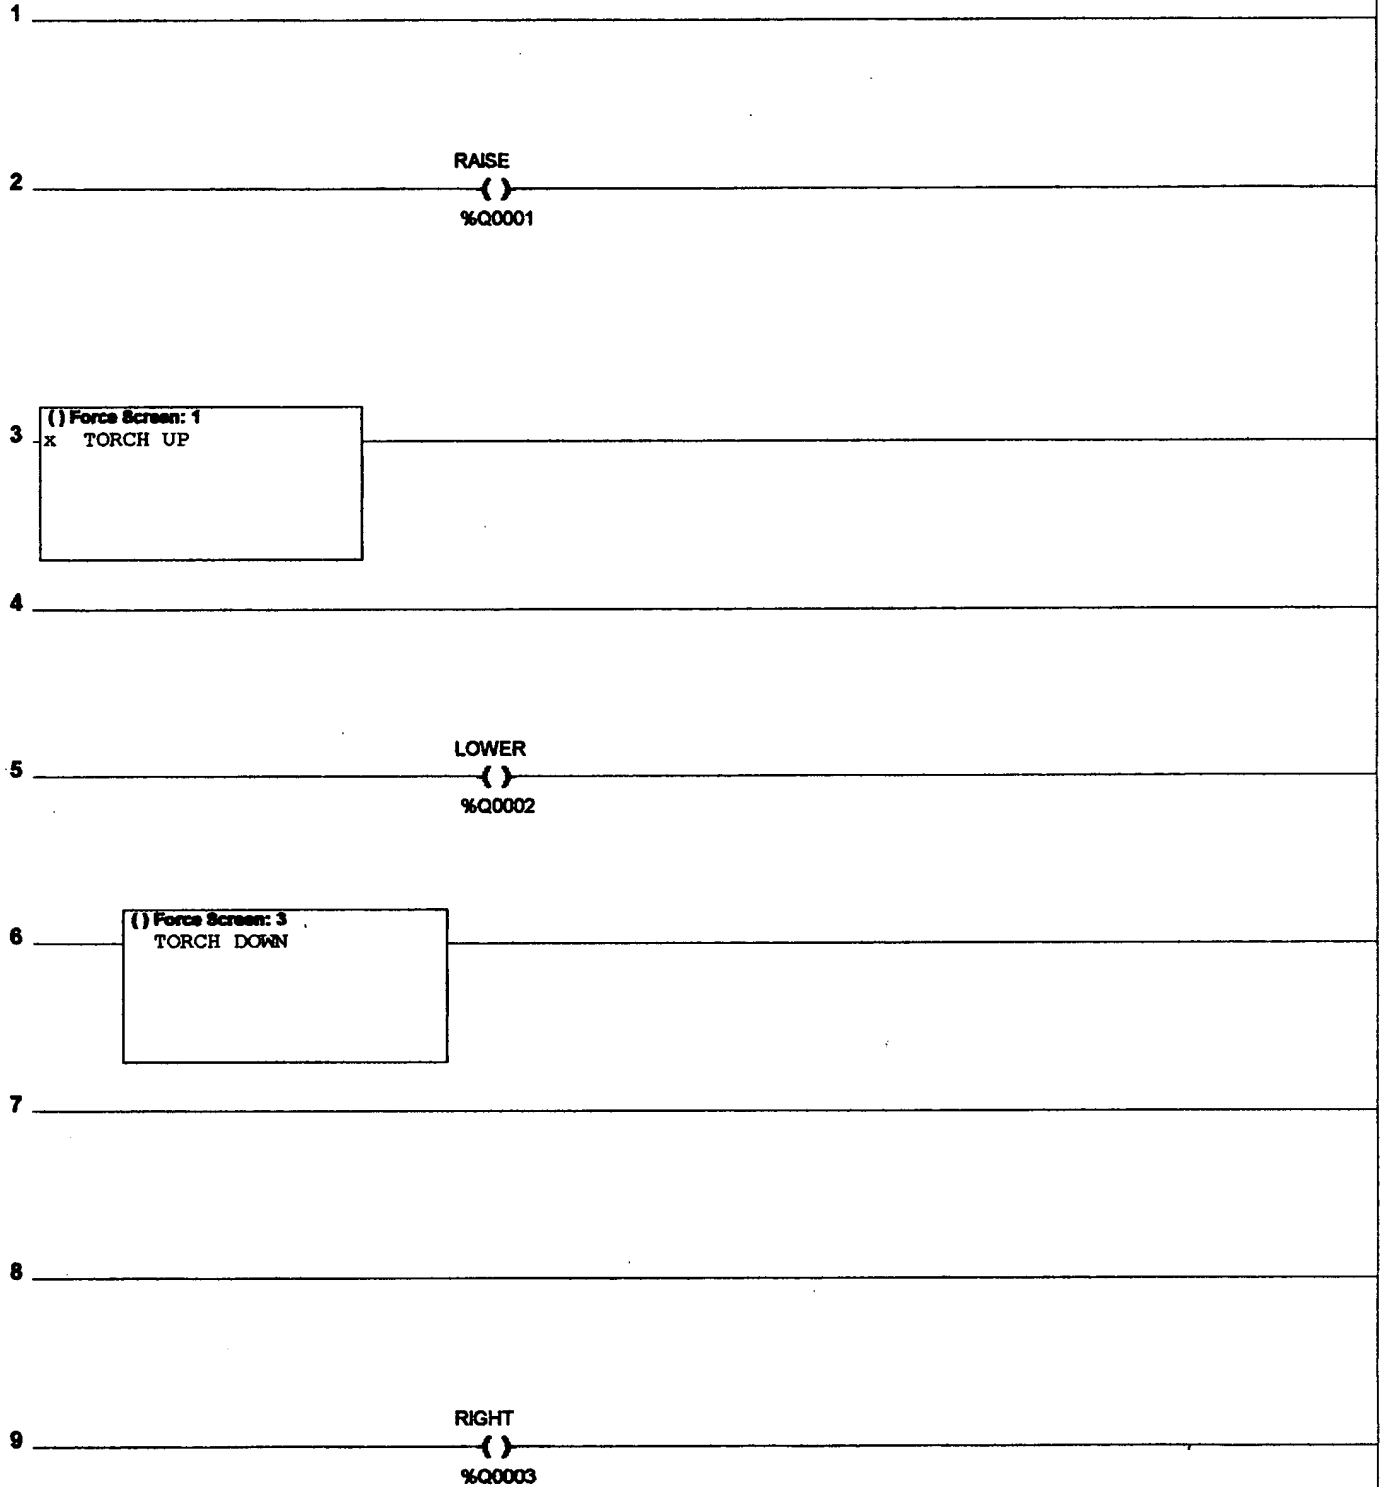 1
RAISE
2
( )
%Q0001
( ) Force Screen: 1
3 x TORCH UP
4
LOWER
5
( )
%Q0002
( ) Force Screen: 3
6
TORCH DOWN
7
8
RIGHT
9
( )
%Q0003